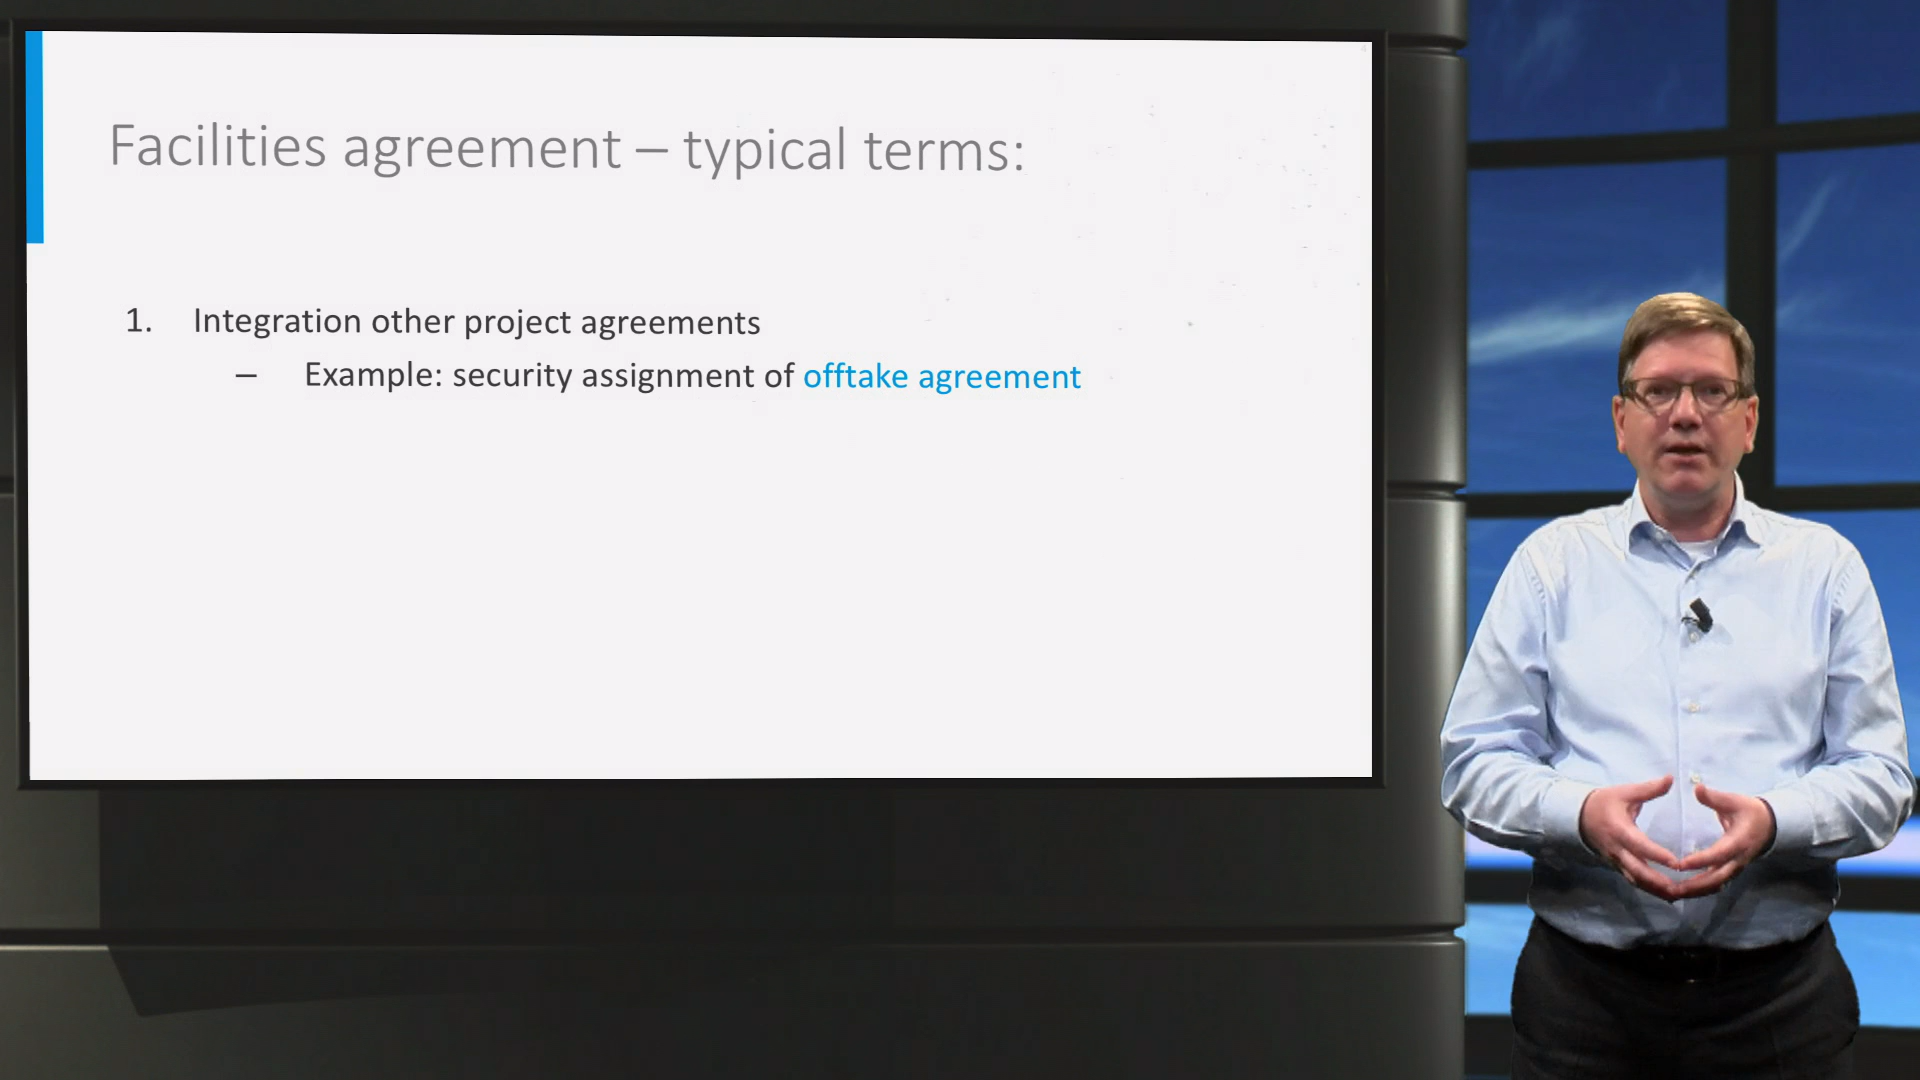 Facilities agreement – typical terms:
1. Integration other project agreements
– Example: security assignment of offtake agreement